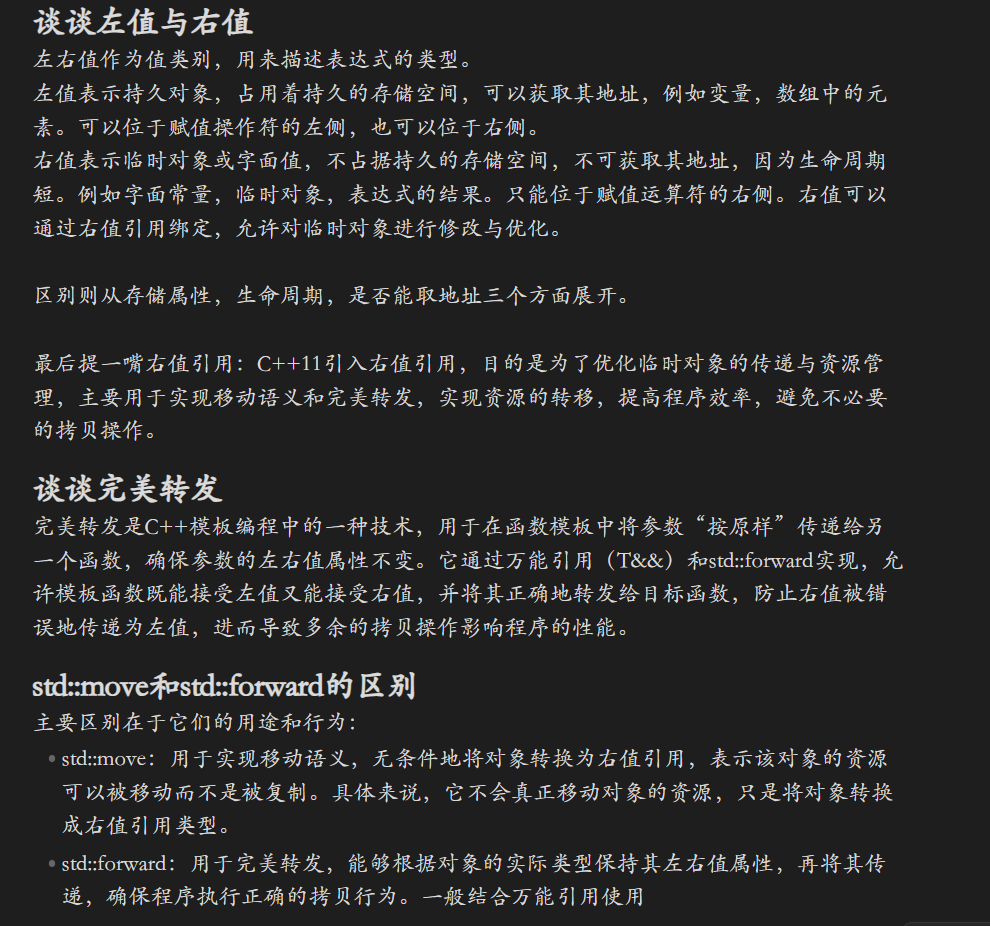 谈谈左值与右值
左右值作为值类别，用来描述表达式的类型。
左值表示持久对象，占用着持久的存储空间，可以获取其地址，例如变量，数组中的元
素。可以位于赋值操作符的左侧，也可以位于右侧。
右值表示临时对象或字面值，不占据持久的存储空间，不可获取其地址，因为生命周期
短。例如字面常量，临时对象，表达式的结果。只能位于赋值运算符的右侧。右值可以
通过右值引用绑定，允许对临时对象进行修改与优化。
区别则从存储属性，生命周期，是否能取地址三个方面展开。
最后提一嘴右值引用：C++11引入右值引用，目的是为了优化临时对象的传递与资源管
理，主要用于实现移动语义和完美转发，实现资源的转移，提高程序效率，避免不必要
的拷贝操作。
谈谈完美转发
完美转发是C++模板编程中的一种技术，用于在函数模板中将参数“按原样”传递给另
一个函数，确保参数的左右值属性不变。它通过万能引用（T&&）和std::forward实现，允
许模板函数既能接受左值又能接受右值，并将其正确地转发给目标函数，防止右值被错
误地传递为左值，进而导致多余的拷贝操作影响程序的性能。
std::move和std::forward的区别
主要区别在于它们的用途和行为：
• std::move：用于实现移动语义，无条件地将对象转换为右值引用，表示该对象的资源
可以被移动而不是被复制。具体来说，它不会真正移动对象的资源，只是将对象转换
成右值引用类型。
• std::forward：用于完美转发，能够根据对象的实际类型保持其左右值属性，再将其传
递，确保程序执行正确的拷贝行为。一般结合万能引用使用